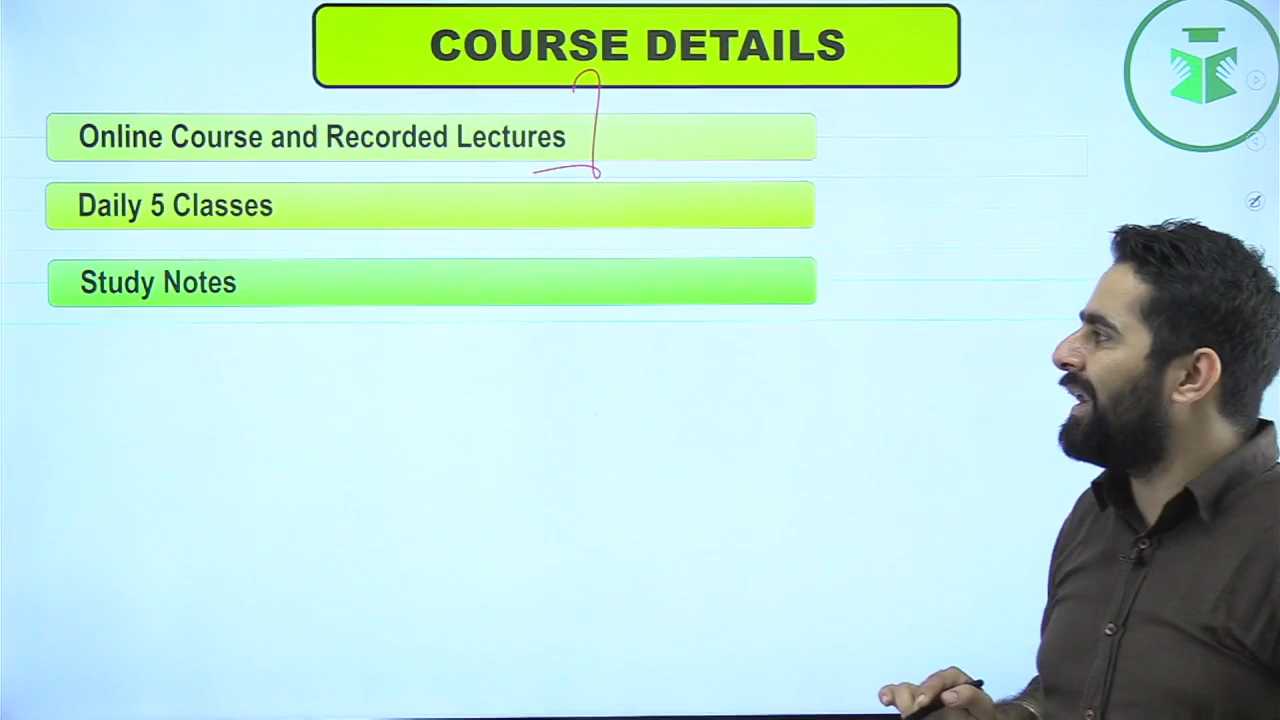 COURSE DETAILS
Online Course and Recorded Lectures
Daily 5 Classes
Study Notes